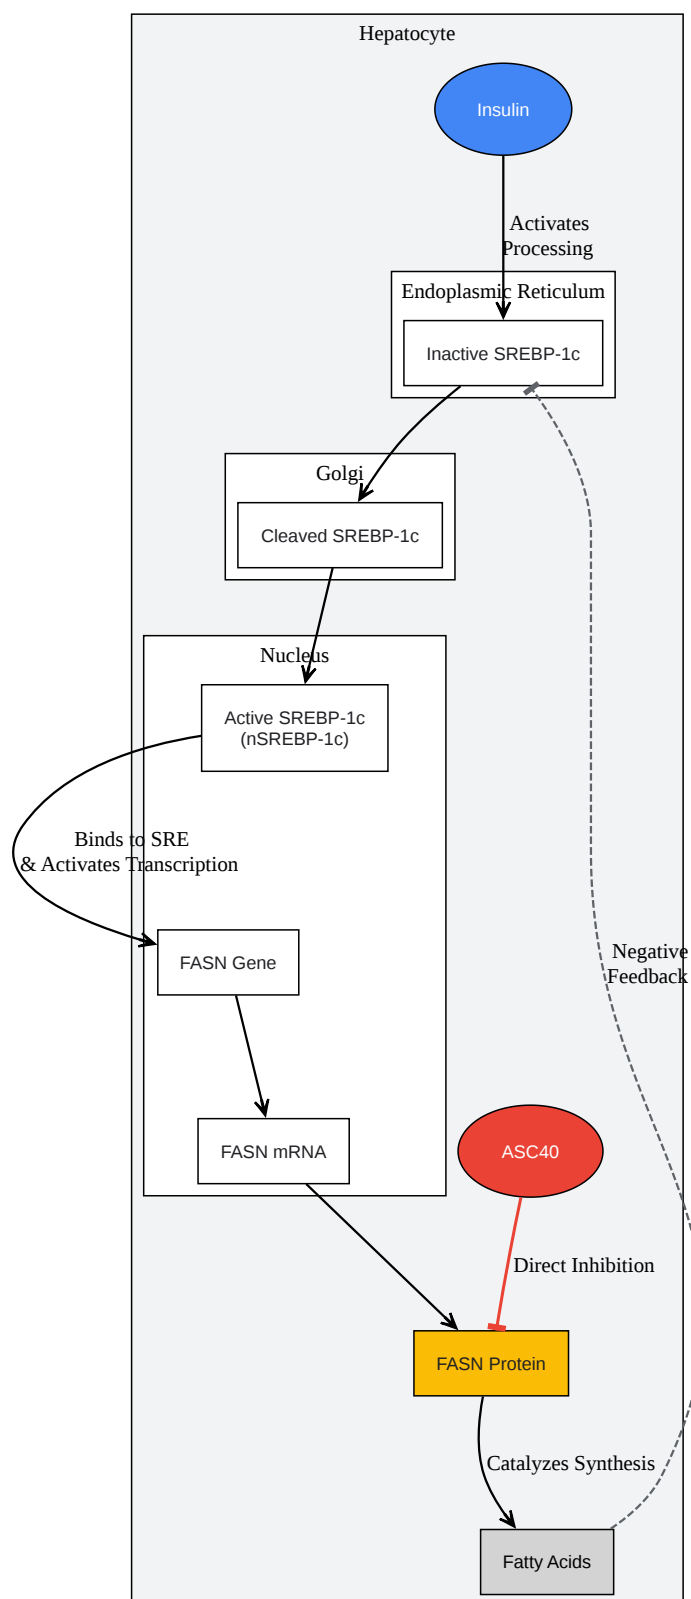 Hepatocyte
Insulin
Activates
Processing
Endoplasmic Reticulum
Inactive SREBP-1c
Golgi
Cleaved SREBP-1c
Nucleus
Active SREBP-1c
(nSREBP-1c)
Binds to SRE
& Activates Transcription
FASN Gene
Negative
Feedback
FASN mRNA
ASC40
Direct Inhibition
FASN Protein
Catalyzes Synthesis
Fatty Acids